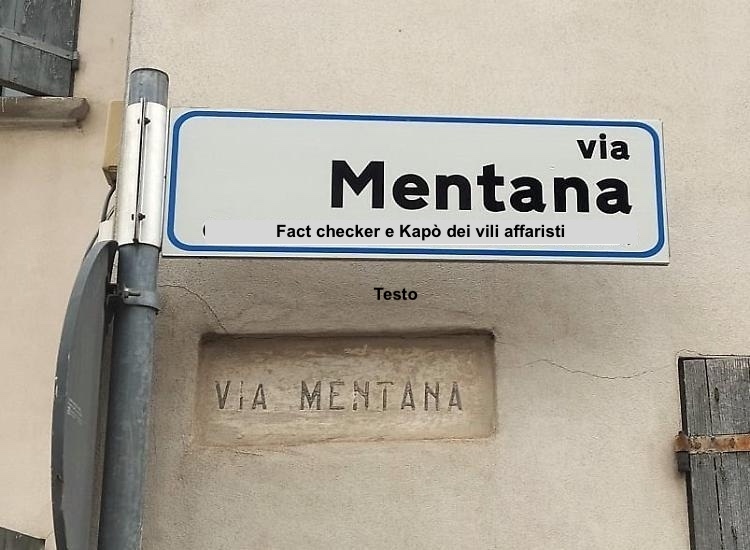 via
Mentana
Fact checker e Kapò dei vili affaristi
Testo
VIA MENTANA